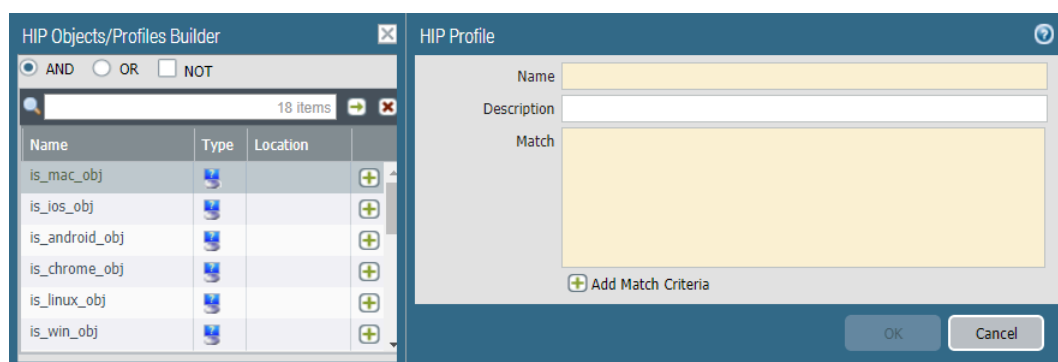 HIP Objects/Profiles Builder
AND OR NOT
18 items
Name Type Location
is_mac_obj
is_ios_obj
is_android_obj
is_chrome_obj
is_linux_obj
is_win_obj
HIP Profile
Name
Description
Match
Add Match Criteria
OK Cancel